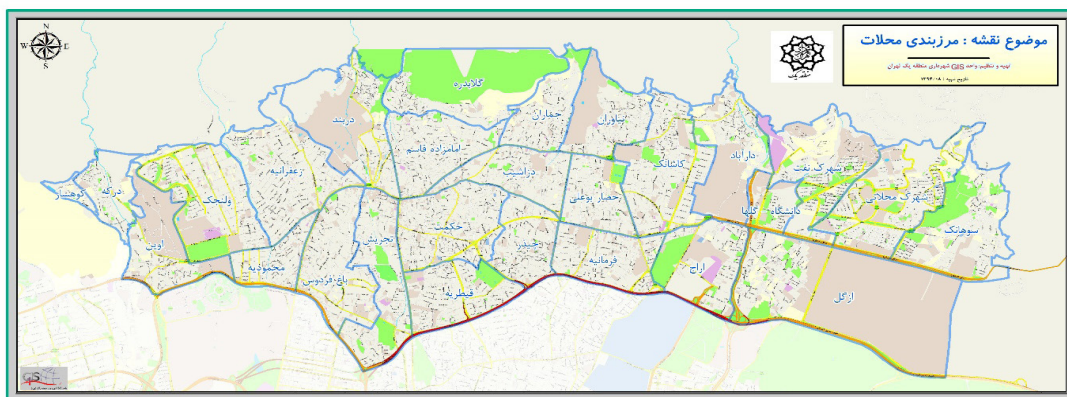 موضوع نقشه : مرزبندی محلات
تهیه و تنظیم: واحد GIS شهرداری منطقه یک تهران
N
W
E
S
گلابدره
دربند
جماران
نیاوران
امامزاده قاسم
زعفرانیه
دزاشیب
کاشانک
دارآباد
شهرک نفت
شهرک محلاتی
دانشگاه
گلها
سوهانک
کوهسار
درکه
ولنجک
اوین
محمودیه
باغ فردوس
تجریش
حکمت
چیذر
حصار بوعلی
فرمانیه
قیطریه
اراج
ازگل
GIS